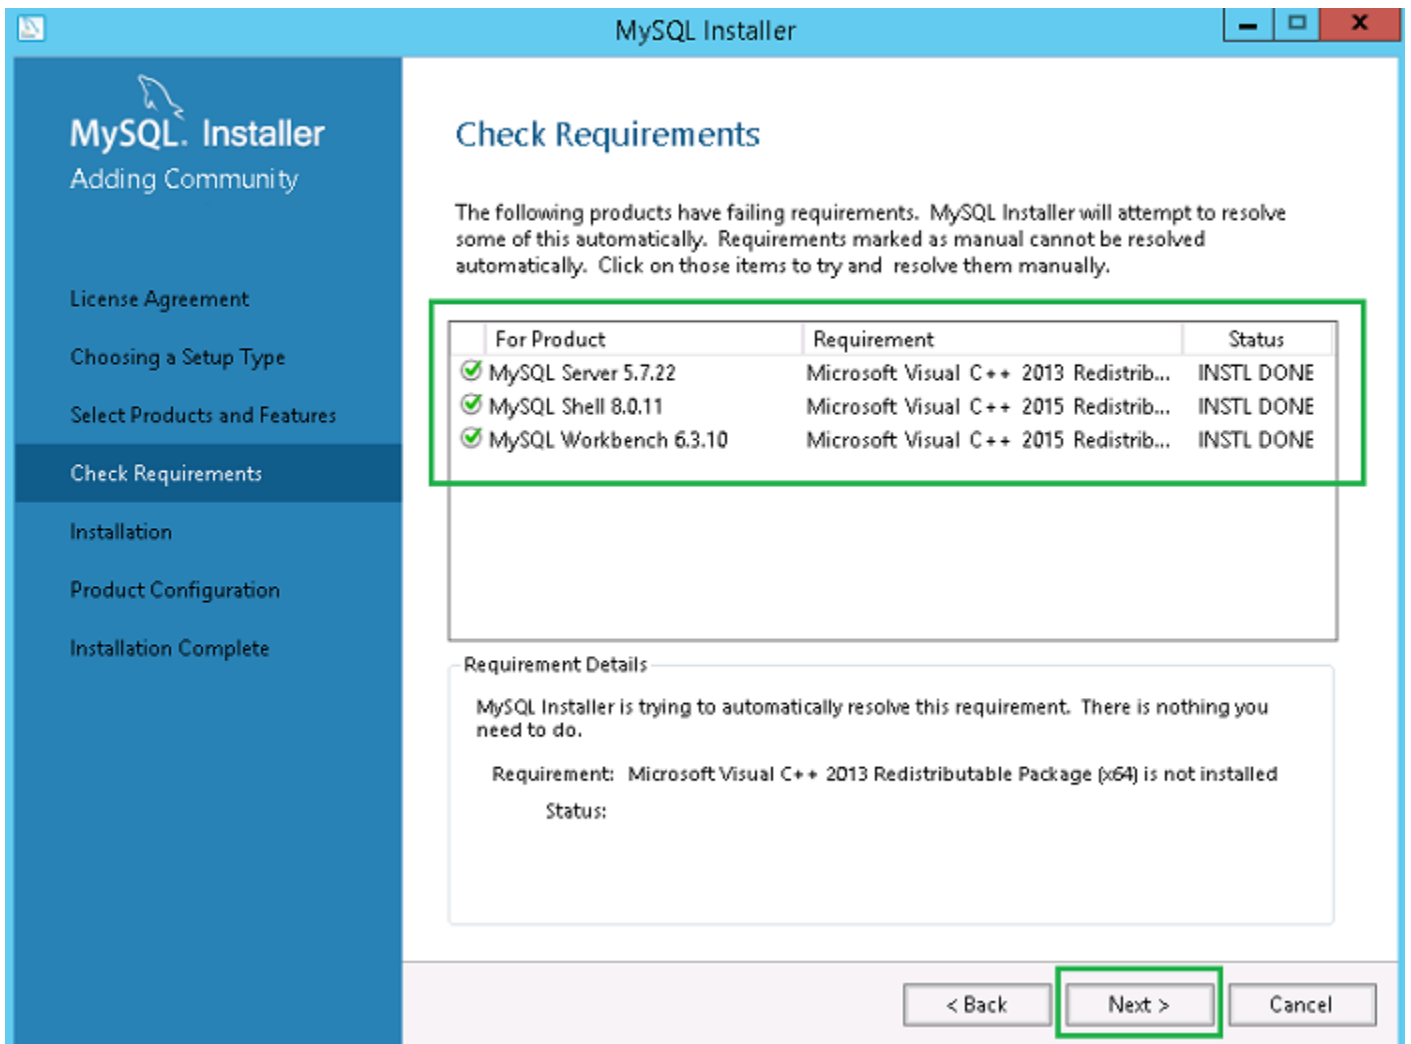 MySQL Installer
MySQL. Installer
Adding Community
License Agreement
Choosing a Setup Type
Select Products and Features
Check Requirements
Installation
Product Configuration
Installation Complete
Check Requirements
The following products have failing requirements. MySQL Installer will attempt to resolve
some of this automatically. Requirements marked as manual cannot be resolved
automatically. Click on those items to try and resolve them manually.
For Product Requirement Status
MySQL Server 5.7.22 Microsoft Visual C++ 2013 Redistrib... INSTL DONE
MySQL Shell 8.0.11 Microsoft Visual C++ 2015 Redistrib... INSTL DONE
MySQL Workbench 6.3.10 Microsoft Visual C++ 2015 Redistrib... INSTL DONE
Requirement Details
MySQL Installer is trying to automatically resolve this requirement. There is nothing you
need to do.
Requirement: Microsoft Visual C++ 2013 Redistributable Package (x64) is not installed
Status:
< Back Next > Cancel